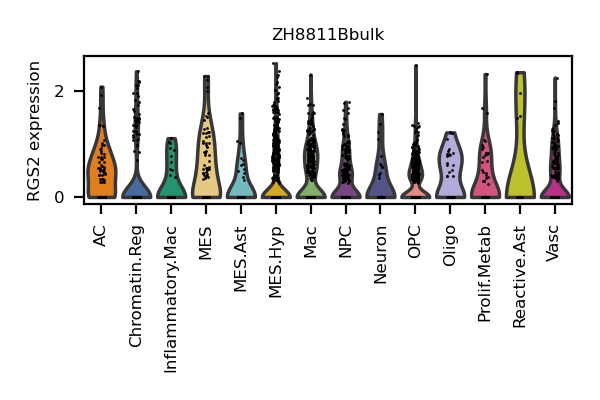 ZH8811Bbulk
RGS2 expression
2
0
AC
Chromatin.Reg
Inflammatory.Mac
MES
MES.Ast
MES.Hyp
Mac
NPC
Neuron
OPC
Oligo
Prolif.Metab
Reactive.Ast
Vasc